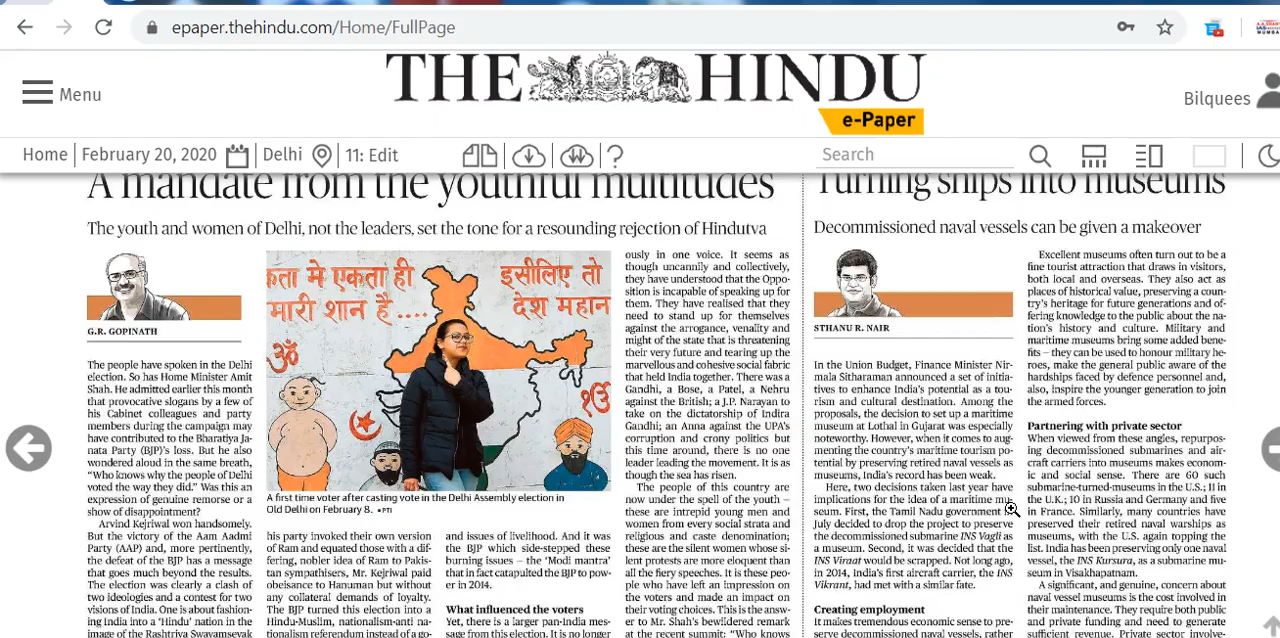 epaper.thehindu.com/Home/FullPage
THE HINDU
e-Paper
Menu
Bilquees
Home
February 20, 2020
Delhi
11: Edit
?
Search
A mandate from the youthful multitudes
The youth and women of Delhi, not the leaders, set the tone for a resounding rejection of Hindutva
G.R. GOPINATH
The people have spoken in the Delhi
election. So has Home Minister Amit
Shah. He admitted earlier this month
that provocative slogans by a few of
his Cabinet colleagues and party
members during the campaign may
have contributed to the Bharatiya Ja-
nata Party (BJP)’s loss. But he also
wondered aloud in the same breath,
“Who knows why the people of Delhi
voted the way they did.” Was this an
expression of genuine remorse or a
show of disappointment?
Arvind Kejriwal won handsomely.
But the victory of the Aam Aadmi
Party (AAP) and, more pertinently,
the defeat of the BJP has a message
that goes much beyond the results.
The election was clearly a clash of
two ideologies and a contest for two
visions of India. One is about fashion-
ing India into a ‘Hindu’ nation in the
image of the Rashtriya Swayamsevak
कता मे एकता ही
मारी शान है ....
इसीलिए तो
देश महान
ॐ
A first time voter after casting vote in the Delhi Assembly election in
Old Delhi on February 8. ▪PTI
his party invoked their own version
of Ram and equated those with a dif-
fering, nobler idea of Ram to Pakis-
tan sympathisers, Mr. Kejriwal paid
obeisance to Hanuman but without
any collateral demands of loyalty.
The BJP turned this election into a
Hindu-Muslim, nationalist-anti na-
tionalism referendum instead of a go-
and issues of livelihood. And it was
the BJP which side-stepped these
burning issues – the ‘Modi mantra’
that in fact catapulted the BJP to pow-
er in 2014.
What influenced the voters
Yet, there is a larger pan-India mes-
sage from this election. It is no longer
ously in one voice. It seems as
though uncannily and collectively,
they have understood that the Oppo-
sition is incapable of speaking up for
them. They have realised that they
need to stand up for themselves
against the arrogance, venality and
might of the state that is threatening
their very future and tearing up the
marvellous and cohesive social fabric
that held India together. There was a
Gandhi, a Bose, a Patel, a Nehru
against the British; a J.P. Narayan to
take on the dictatorship of Indira
Gandhi; an Anna against the UPA’s
corruption and crony politics but
this time around, there is no one
leader leading the movement. It is as
though the sea has risen.
The people of this country are
now under the spell of the youth –
these are intrepid young men and
women from every social strata and
religious and caste denomination;
these are the silent women whose si-
lent protests are more eloquent than
all the fiery speeches. It is these peo-
ple who have left an impression on
the voters and made an impact on
their voting choices. This is the answ-
er to Mr. Shah’s bewildered remark
at the recent summit: “Who knows
Turning ships into museums
Decommissioned naval vessels can be given a makeover
STHANU R. NAIR
In the Union Budget, Finance Minister Nir-
mala Sitharaman announced a set of initia-
tives to enhance India’s potential as a tou-
rism and cultural destination. Among the
proposals, the decision to set up a maritime
museum at Lothal in Gujarat was especially
noteworthy. However, when it comes to aug-
menting the country’s maritime tourism po-
tential by preserving retired naval vessels as
museums, India’s record has been weak.
Here, two decisions taken last year have
implications for the idea of a maritime mu-
seum. First, the Tamil Nadu government in
July decided to drop the project to preserve
the decommissioned submarine INS Vagli as
a museum. Second, it was decided that the
INS Viraat would be scrapped. Not long ago,
in 2014, India’s first aircraft carrier, the INS
Vikrant, had met with a similar fate.
Creating employment
It makes tremendous economic sense to pre-
serve decommissioned naval vessels, rather
Excellent museums often turn out to be a
fine tourist attraction that draws in visitors,
both local and overseas. They also act as
places of historical value, preserving a coun-
try’s heritage for future generations and of-
fering knowledge to the public about the na-
tion’s history and culture. Military and
maritime museums bring some added bene-
fits – they can be used to honour military he-
roes, make the general public aware of the
hardships faced by defence personnel and,
also, inspire the younger generation to join
the armed forces.
Partnering with private sector
When viewed from these angles, repurpos-
ing decommissioned submarines and air-
craft carriers into museums makes econom-
ic and social sense. There are 60 such
submarine-turned-museums in the U.S.; 11 in
the U.K.; 10 in Russia and Germany and five
in France. Similarly, many countries have
preserved their retired naval warships as
museums, with the U.S. again topping the
list. India has been preserving only one naval
vessel, the INS Kursura, as a submarine mu-
seum in Visakhapatnam.
A significant, and genuine, concern about
naval vessel museums is the cost involved in
their maintenance. They require both public
and private funding and need to generate
sufficient revenue. Private sector compan-